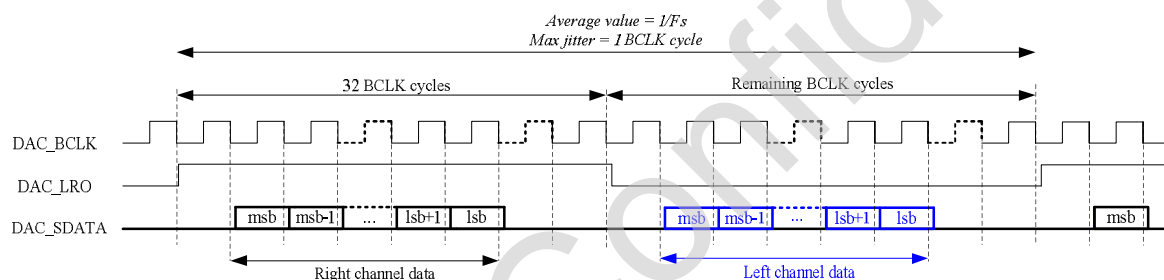 Average value = 1/Fs
Max jitter = 1 BCLK cycle
32 BCLK cycles
Remaining BCLK cycles
DAC_BCLK
DAC_LRO
DAC_SDATA
msb msb-1 ... lsb+1 lsb
msb msb-1 ... lsb+1 lsb
msb
Right channel data
Left channel data
Confid